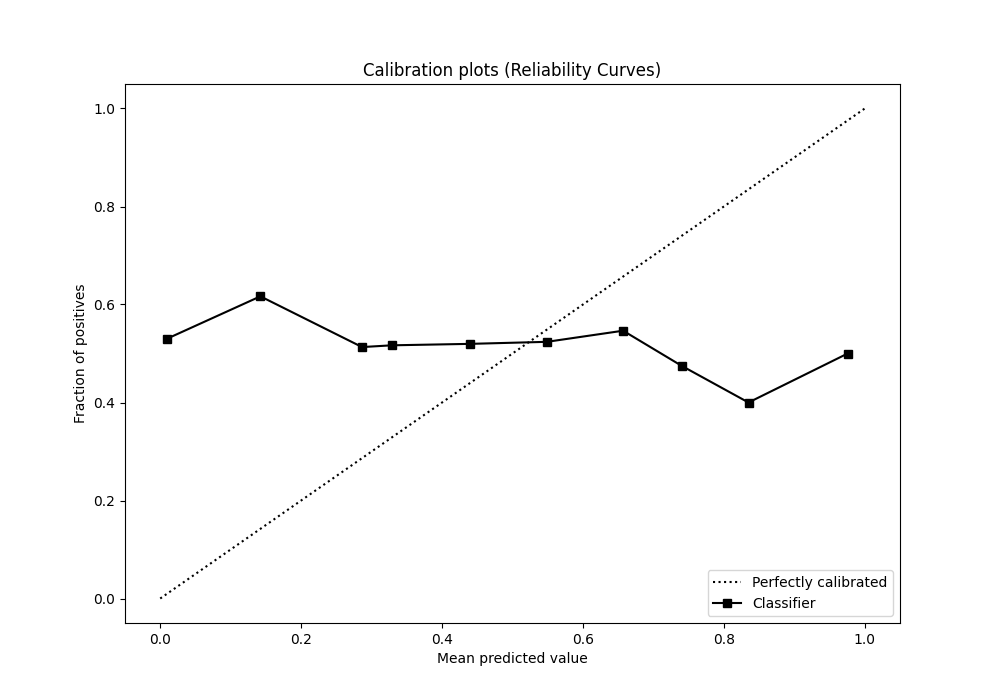 Calibration plots (Reliability Curves)
1.0
0.8
0.6
0.4
0.2
0.0
Fraction of positives
0.0 0.2 0.4 0.6 0.8 1.0
Mean predicted value
Perfectly calibrated
Classifier